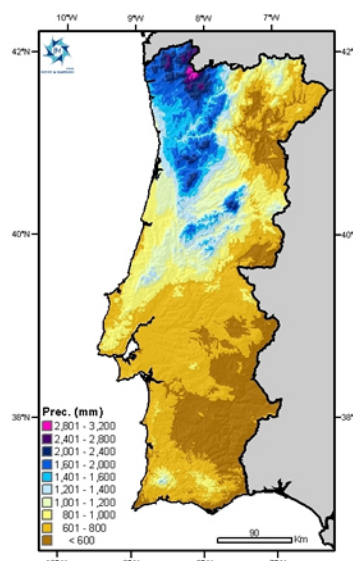 9°W 8°W 7°W
42°N 42°N
40°N 40°N
38°N 38°N
Prec. (mm)
2,801 - 3,200
2,401 - 2,800
2,001 - 2,400
1,601 - 2,000
1,401 - 1,600
1,201 - 1,400
1,001 - 1,200
801 - 1,000
601 - 800
< 600
90
Km